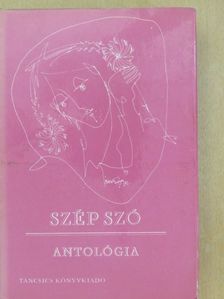 SZÉP SZÓ
ANTOLÓGIA
TÁNCSICS KÖNYVKIADÓ